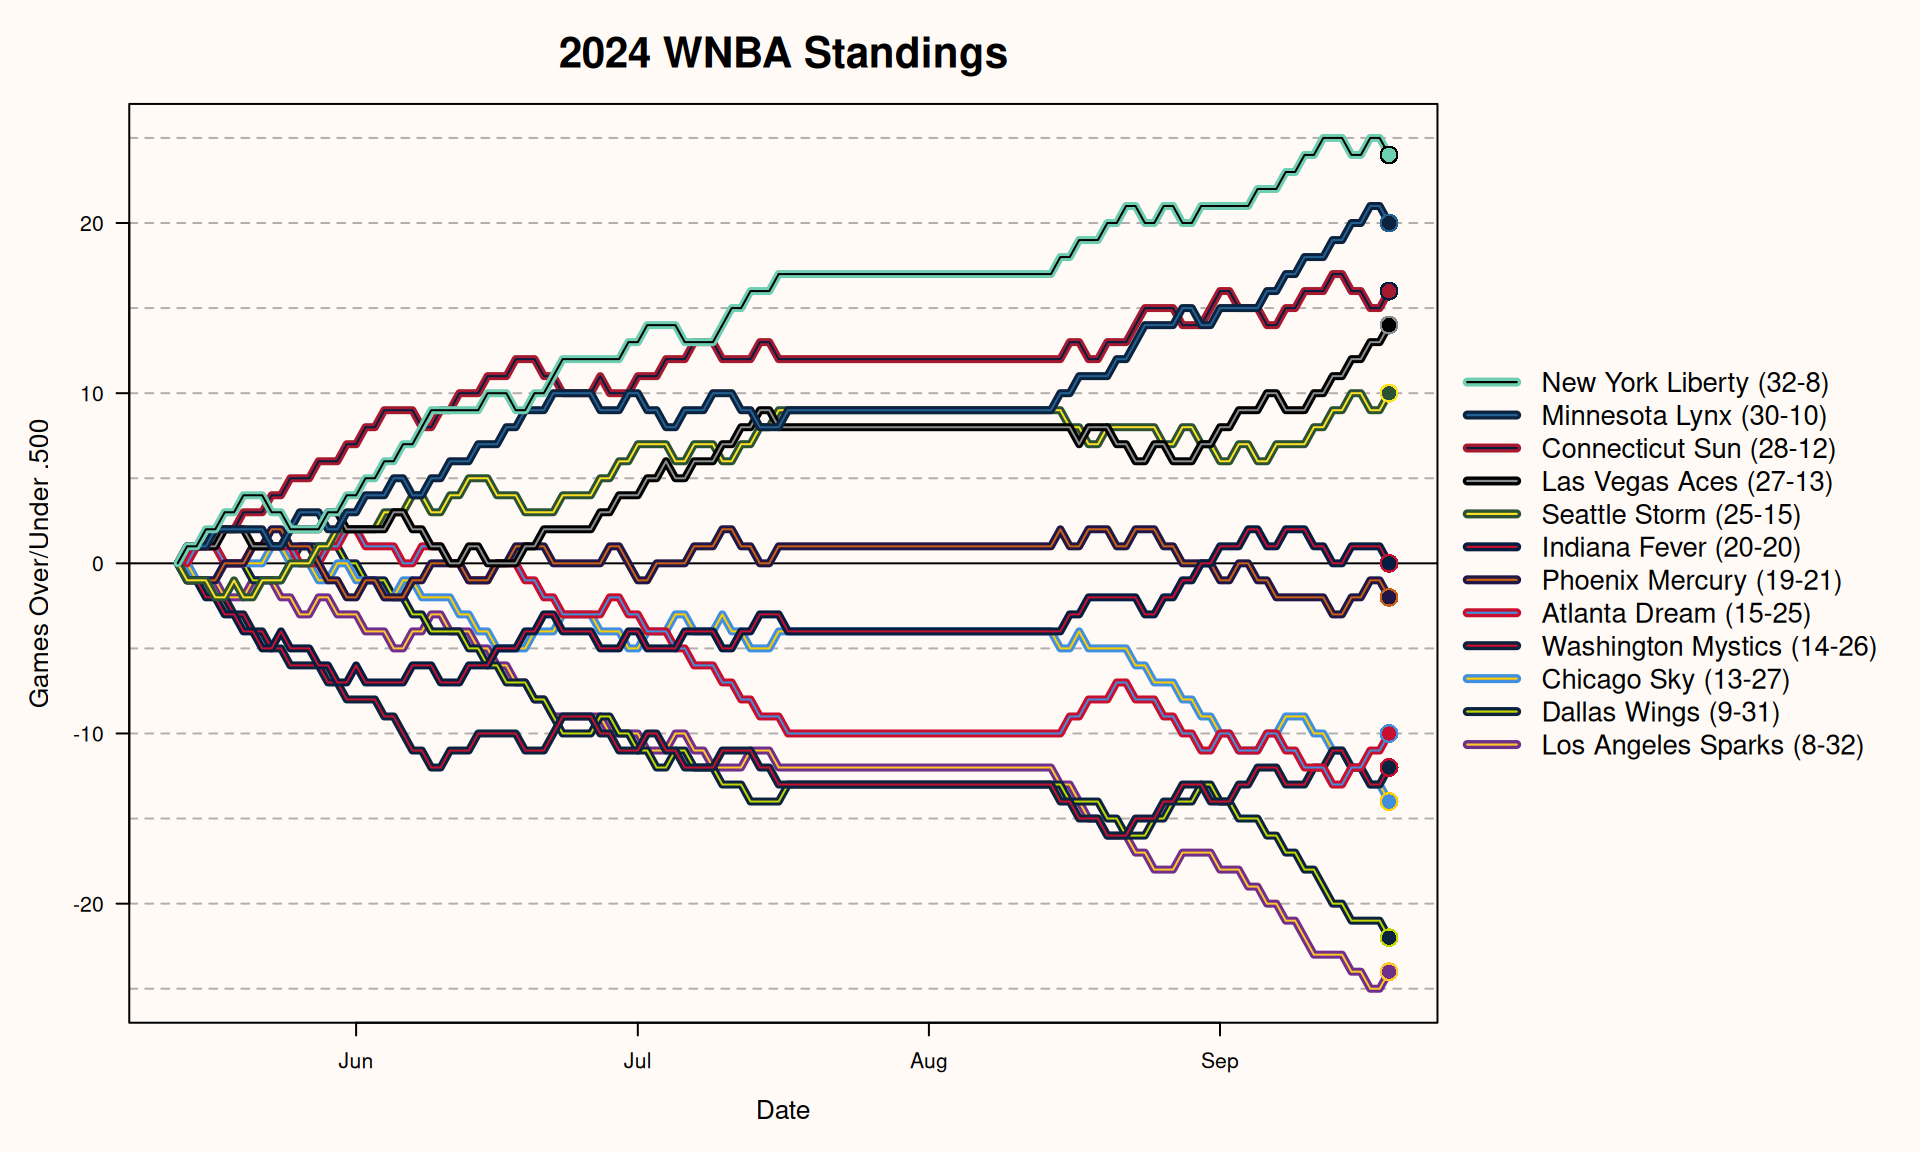 2024 WNBA Standings
Games Over/Under .500
20
10
0
-10
-20
Jun
Jul
Aug
Sep
Date
New York Liberty (32-8)
Minnesota Lynx (30-10)
Connecticut Sun (28-12)
Las Vegas Aces (27-13)
Seattle Storm (25-15)
Indiana Fever (20-20)
Phoenix Mercury (19-21)
Atlanta Dream (15-25)
Washington Mystics (14-26)
Chicago Sky (13-27)
Dallas Wings (9-31)
Los Angeles Sparks (8-32)